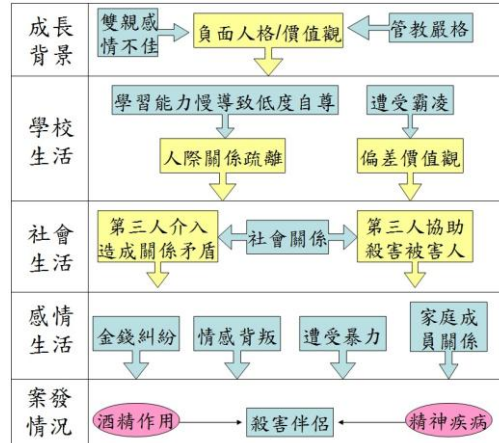 成長
背景
雙親感
情不佳
負面人格/價值觀
管教嚴格
學校
生活
學習能力慢導致低度自尊
遭受霸凌
人際關係疏離
偏差價值觀
社會
生活
第三人介入
造成關係矛盾
社會關係
第三人協助
殺害被害人
感情
生活
金錢糾紛
情感背叛
遭受暴力
家庭成
員關係
案發
情況
酒精作用
殺害伴侶
精神疾病